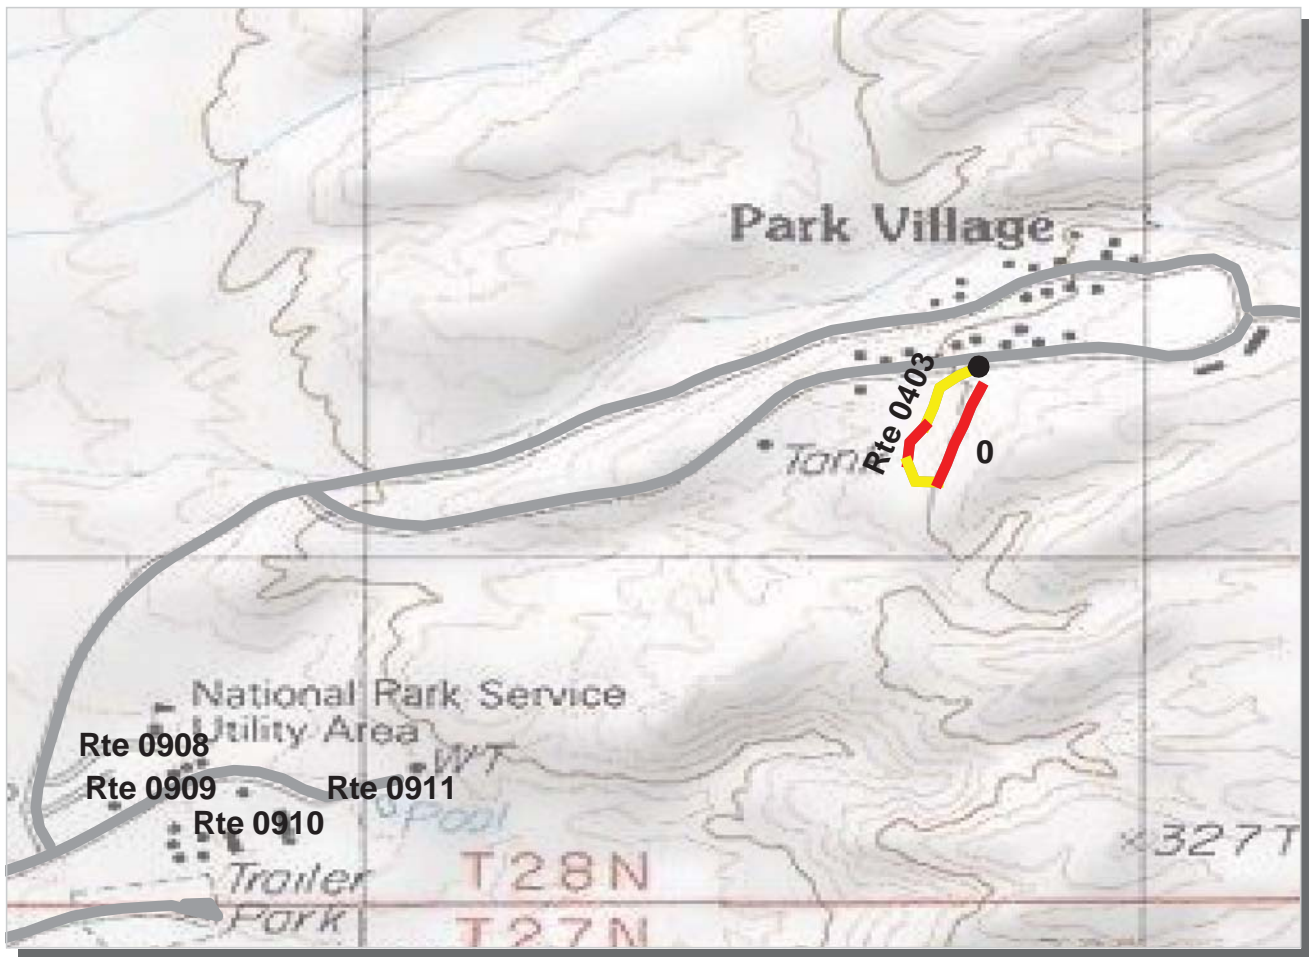 Park Village
Rte 0403
0
National Park Service
Utility Area
Rte 0908
WT
Rte 0909
Rte 0911
Pool
Rte 0910
327T
Trailer
Park
T28N
T27N